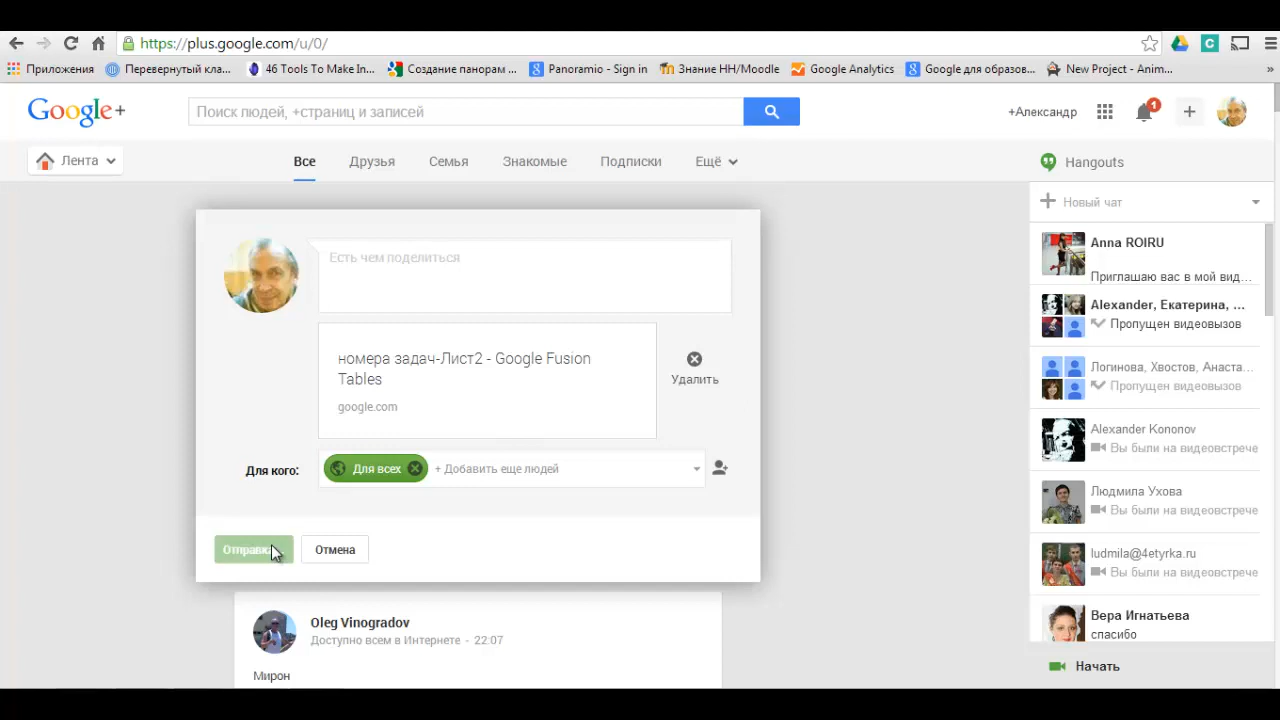 https://plus.google.com/u/0/
Приложения
Перевернутый кла...
46 Tools To Make In...
Создание панорам ...
Panoramio - Sign in
Знание НН/Moodle
Google Analytics
Google для образов...
New Project - Anim...
»
Google+
Поиск людей, +страниц и записей
+Александр
1
Лента
Все
Друзья
Семья
Знакомые
Подписки
Ещё
Hangouts
Новый чат
Есть чем поделиться
номера задач-Лист2 - Google Fusion
Tables
google.com
Удалить
Для кого:
Для всех
+ Добавить еще людей
Отмена
Oleg Vinogradov
Доступно всем в Интернете - 22:07
Мирон
Anna ROIRU
Приглашаю вас в мой вид...
Alexander, Екатерина, ...
Пропущен видеовызов
Логинова, Хвостов, Анаста...
Пропущен видеовызов
Alexander Kononov
Вы были на видеовстрече
Людмила Ухова
Вы были на видеовстрече
ludmila@4etyrka.ru
Вы были на видеовстрече
Вера Игнатьева
спасибо
Начать